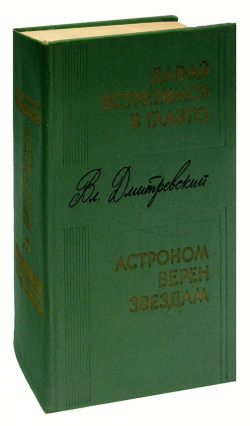 ДАВАЙ
ВСТРЕТИМСЯ
В ГЛАЗГО
Вл. Дмитревский
АСТРОНОМ
ВЕРЕН
ЗВЕЗДАМ